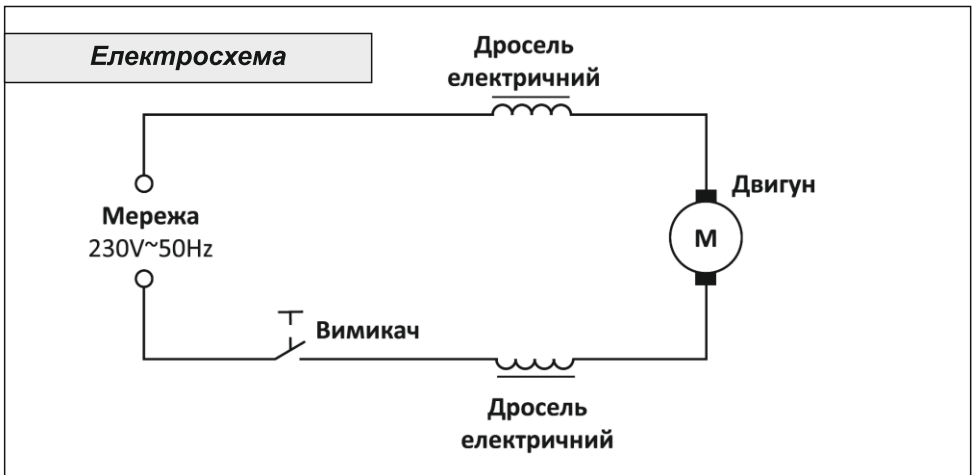 Електросхема
Дросель
електричний
Двигун
М
Мережа
230V~50Hz
Вимикач
Дросель
електричний